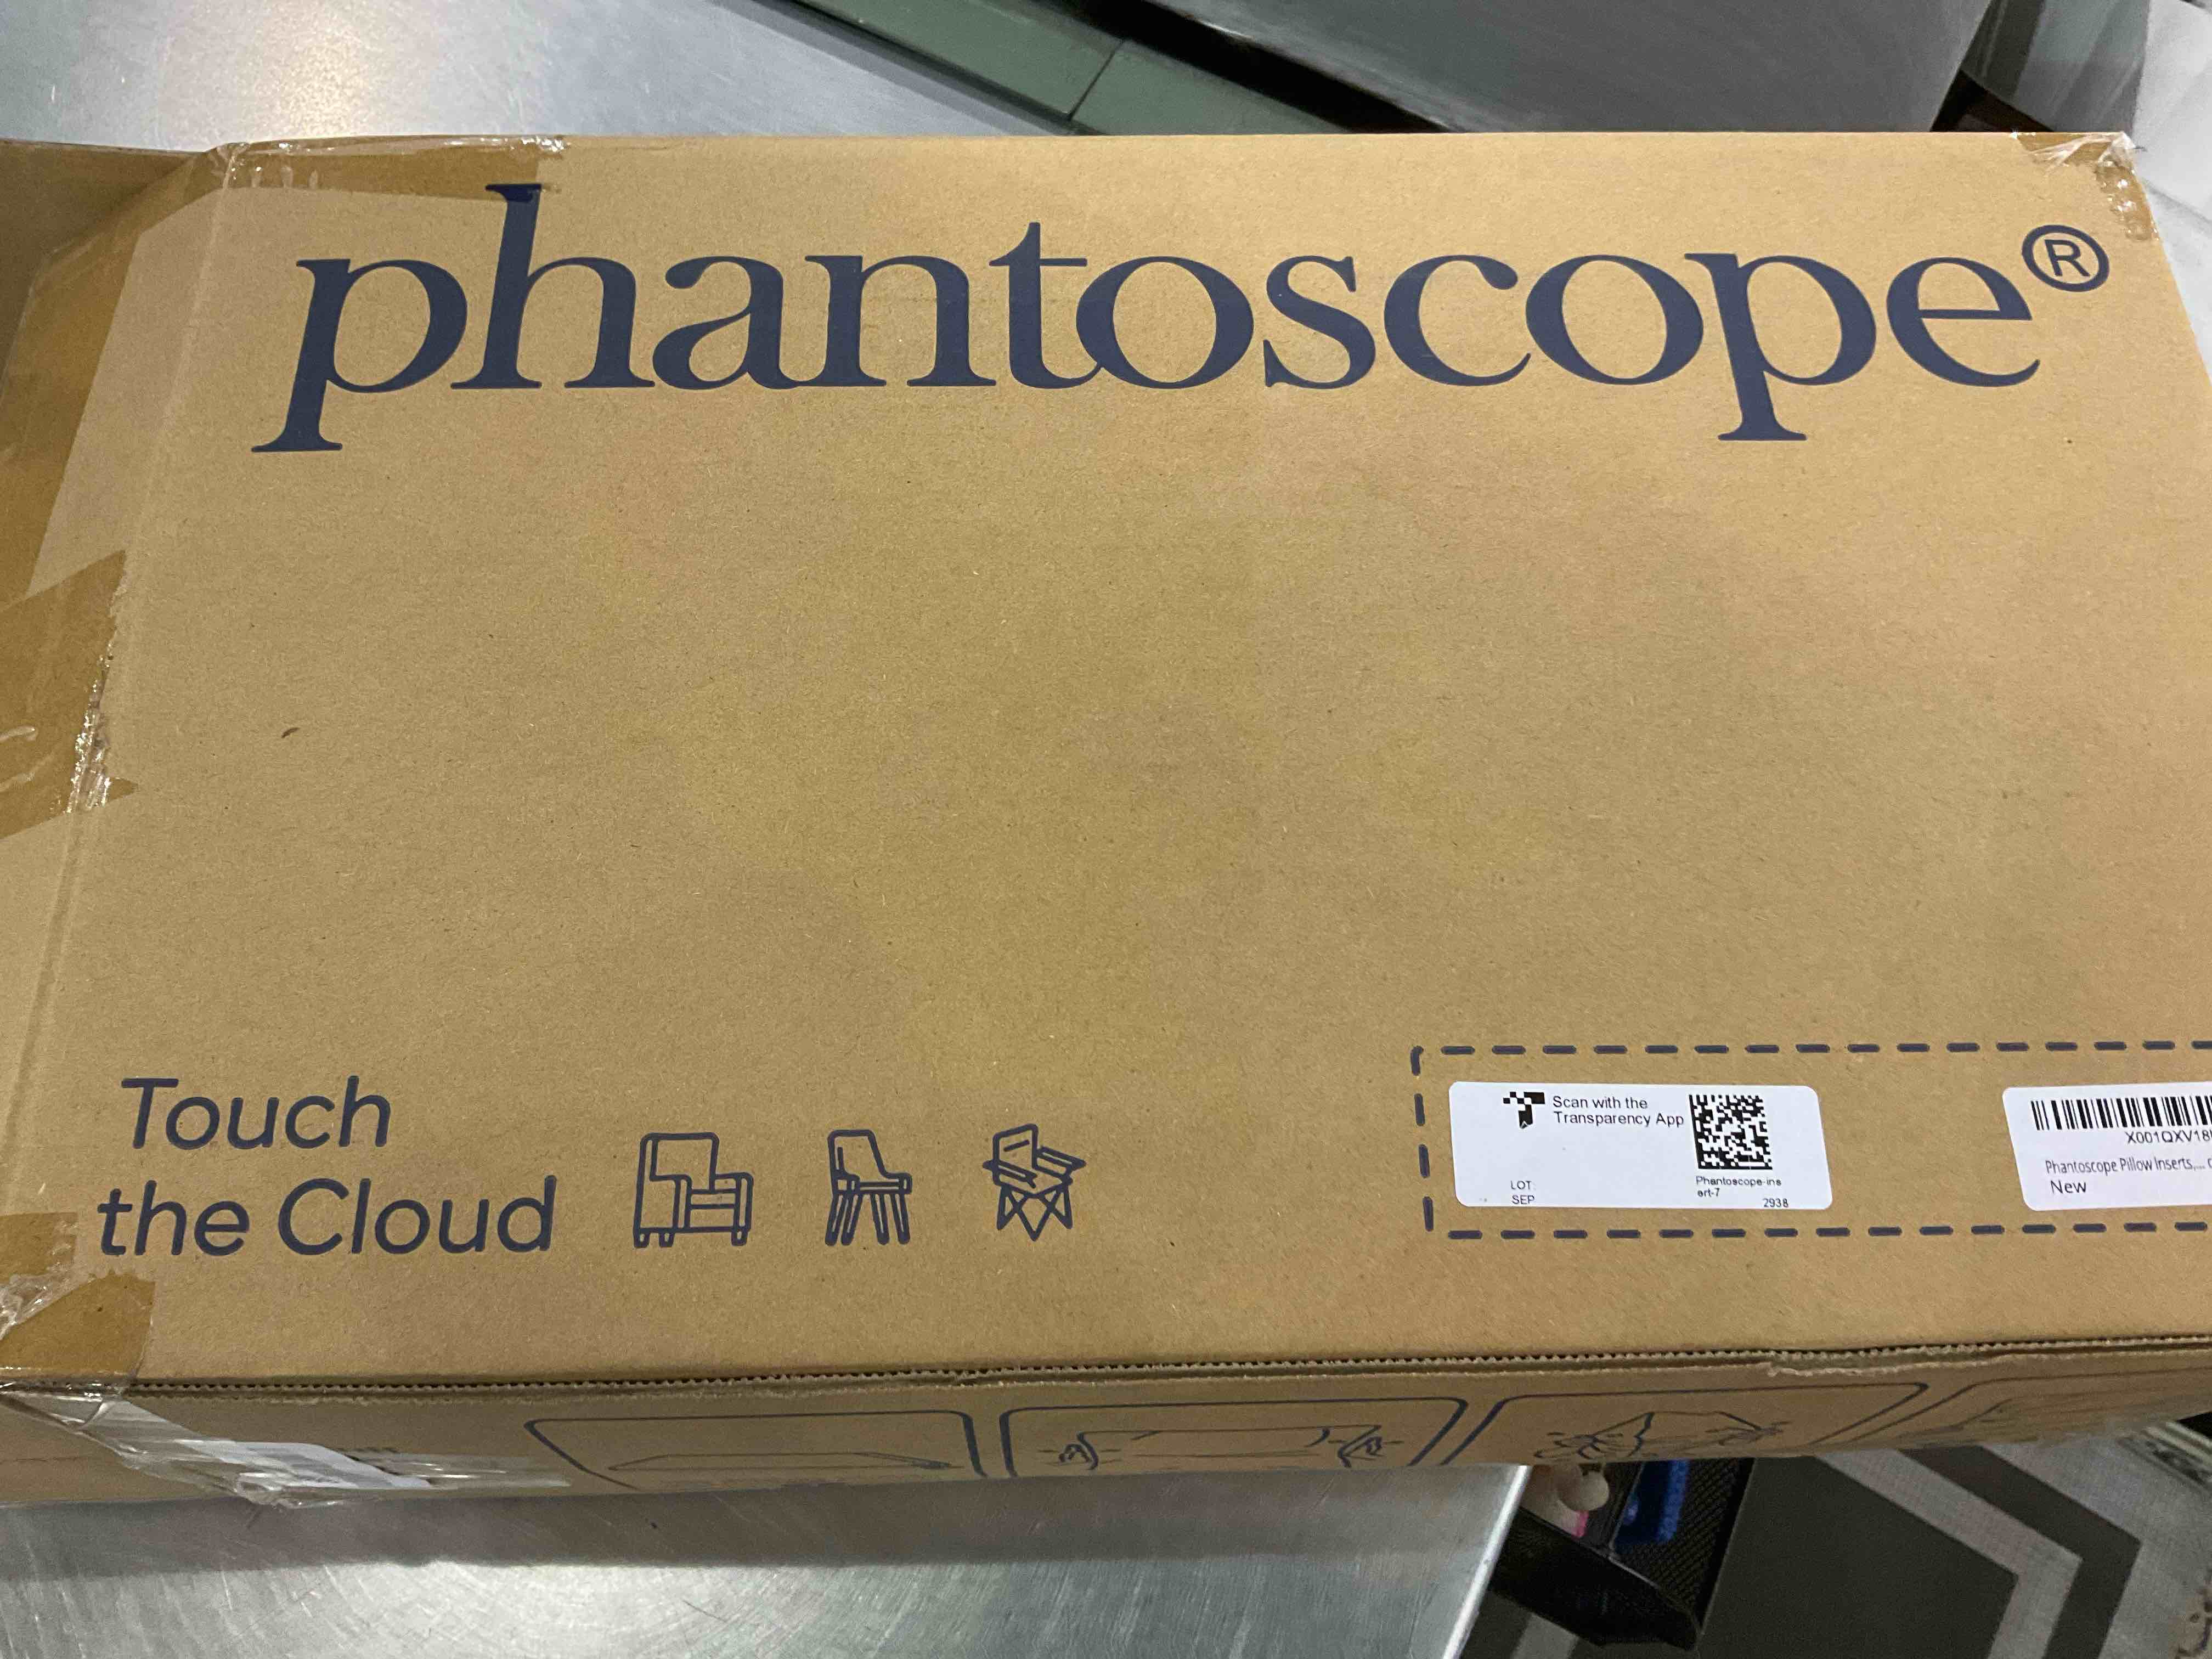 phantoscope®
Touch
the Cloud
Scan with the
Transparency App
LOT:
SEP
Phantoscope-ins
ert-7
2938
X001QXV18
Phantoscope Pillow Inserts,...
New